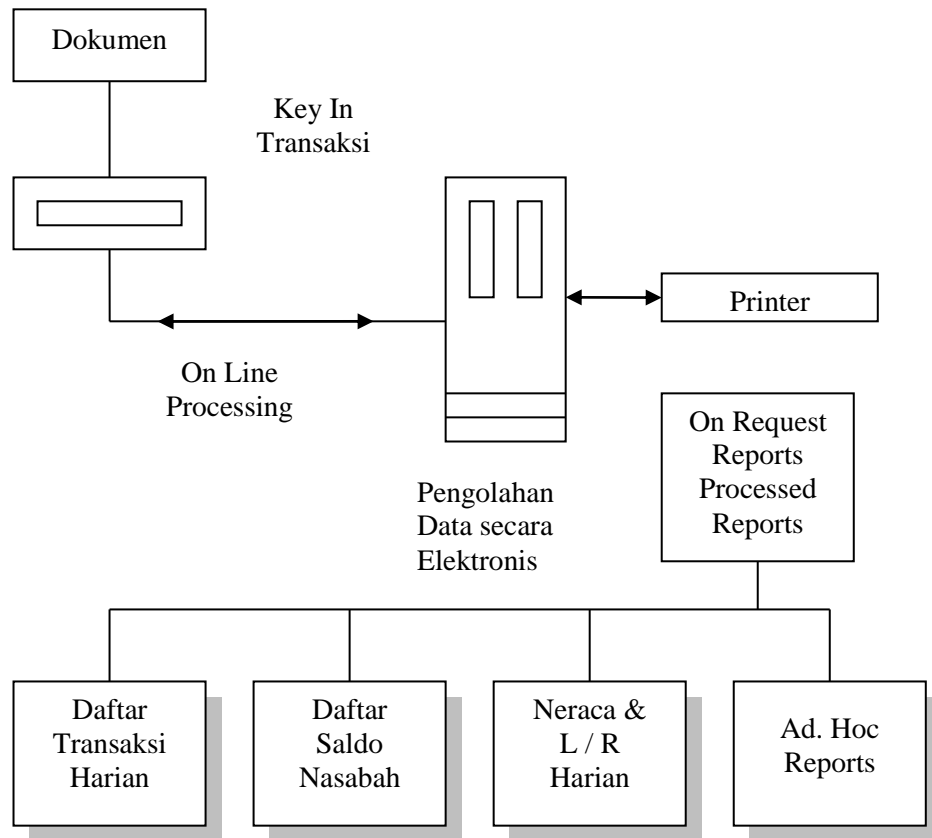 Dokumen
Key In
Transaksi
Printer
On Line
Processing
On Request
Reports
Processed
Reports
Pengolahan
Data secara
Elektronis
Daftar
Transaksi
Harian
Daftar
Saldo
Nasabah
Neraca &
L / R
Harian
Ad. Hoc
Reports